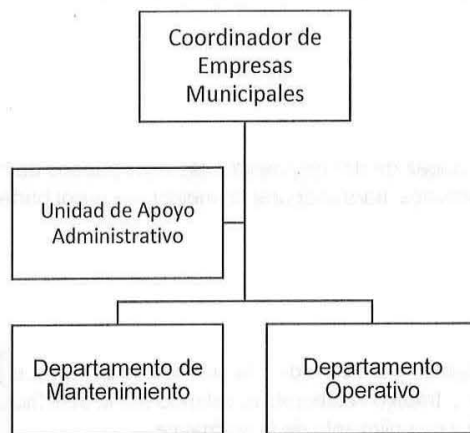 Coordinador de
Empresas
Municipales
Unidad de Apoyo
Administrativo
Departamento de
Mantenimiento
Departamento
Operativo